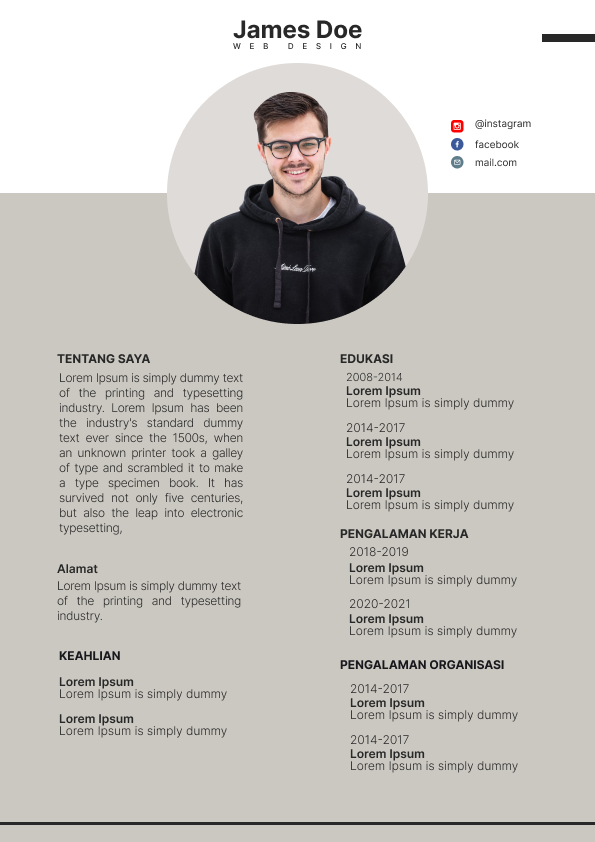 James Doe
WEB DESIGN
@instagram
facebook
mail.com
TENTANG SAYA
Lorem Ipsum is simply dummy text
of the printing and typesetting
industry. Lorem Ipsum has been
the industry's standard dummy
text ever since the 1500s, when
an unknown printer took a galley
of type and scrambled it to make
a type specimen book. It has
survived not only five centuries,
but also the leap into electronic
typesetting,
Alamat
Lorem Ipsum is simply dummy text
of the printing and typesetting
industry.
KEAHLIAN
Lorem Ipsum
Lorem Ipsum is simply dummy
Lorem Ipsum
Lorem Ipsum is simply dummy
EDUKASI
2008-2014
Lorem Ipsum
Lorem Ipsum is simply dummy
2014-2017
Lorem Ipsum
Lorem Ipsum is simply dummy
2014-2017
Lorem Ipsum
Lorem Ipsum is simply dummy
PENGALAMAN KERJA
2018-2019
Lorem Ipsum
Lorem Ipsum is simply dummy
2020-2021
Lorem Ipsum
Lorem Ipsum is simply dummy
PENGALAMAN ORGANISASI
2014-2017
Lorem Ipsum
Lorem Ipsum is simply dummy
2014-2017
Lorem Ipsum
Lorem Ipsum is simply dummy